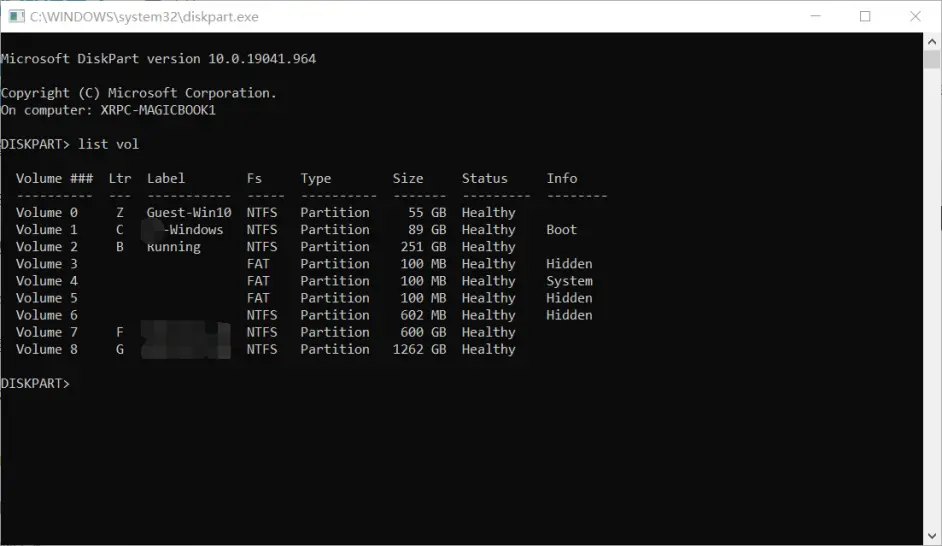 C:\WINDOWS\system32\diskpart.exe
Microsoft DiskPart version 10.0.19041.964
Copyright (C) Microsoft Corporation.
On computer: XRPC-MAGICBOOK1
DISKPART> list vol
Volume ### Ltr Label Fs Type Size Status Info
---------- --- ----------- ----- ---------- ------- --------- --------
Volume 0 Z Guest-Win10 NTFS Partition 55 GB Healthy
Volume 1 C -Windows NTFS Partition 89 GB Healthy Boot
Volume 2 B Running NTFS Partition 251 GB Healthy
Volume 3 FAT Partition 100 MB Healthy Hidden
Volume 4 FAT Partition 100 MB Healthy System
Volume 5 FAT Partition 100 MB Healthy Hidden
Volume 6 NTFS Partition 602 MB Healthy Hidden
Volume 7 F NTFS Partition 600 GB Healthy
Volume 8 G NTFS Partition 1262 GB Healthy
DISKPART>